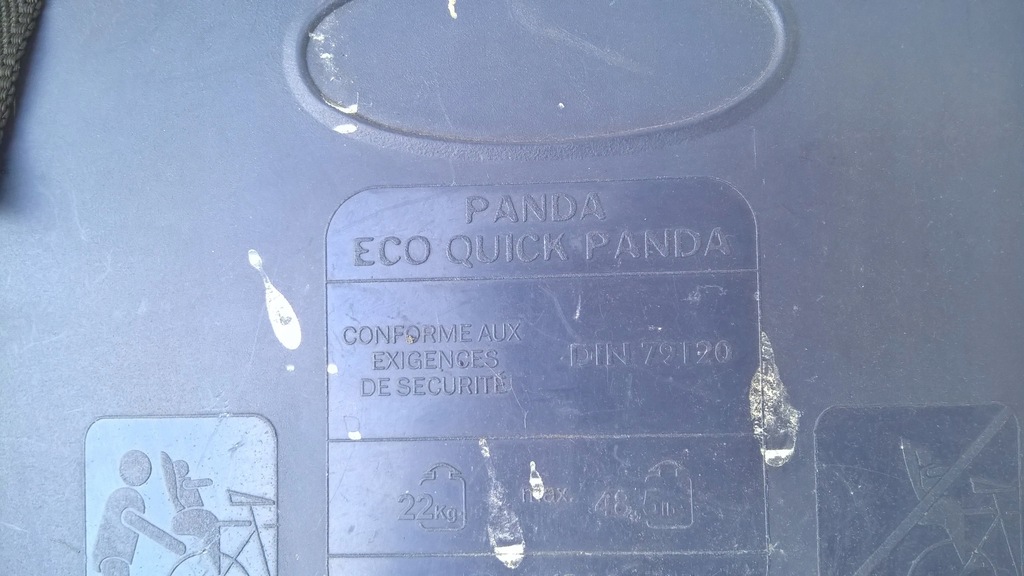 PANDA
ECO QUICK PANDA
CONFORME AUX
EXIGENCES
DE SECURITÉ
DIN 79120
22Kg.
max.
48